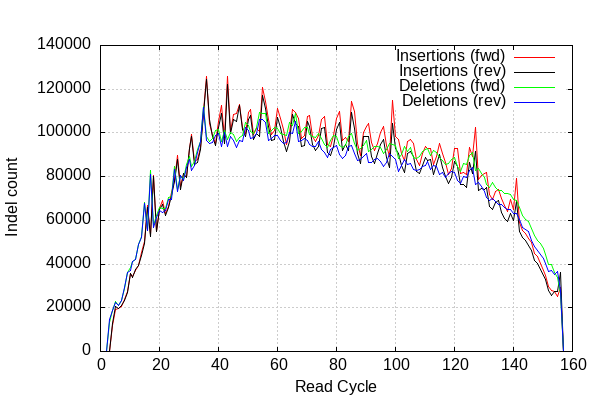 140000
120000
100000
80000
60000
40000
20000
0
Indel count
Insertions (fwd)
Insertions (rev)
Deletions (fwd)
Deletions (rev)
0 20 40 60 80 100 120 140 160
Read Cycle